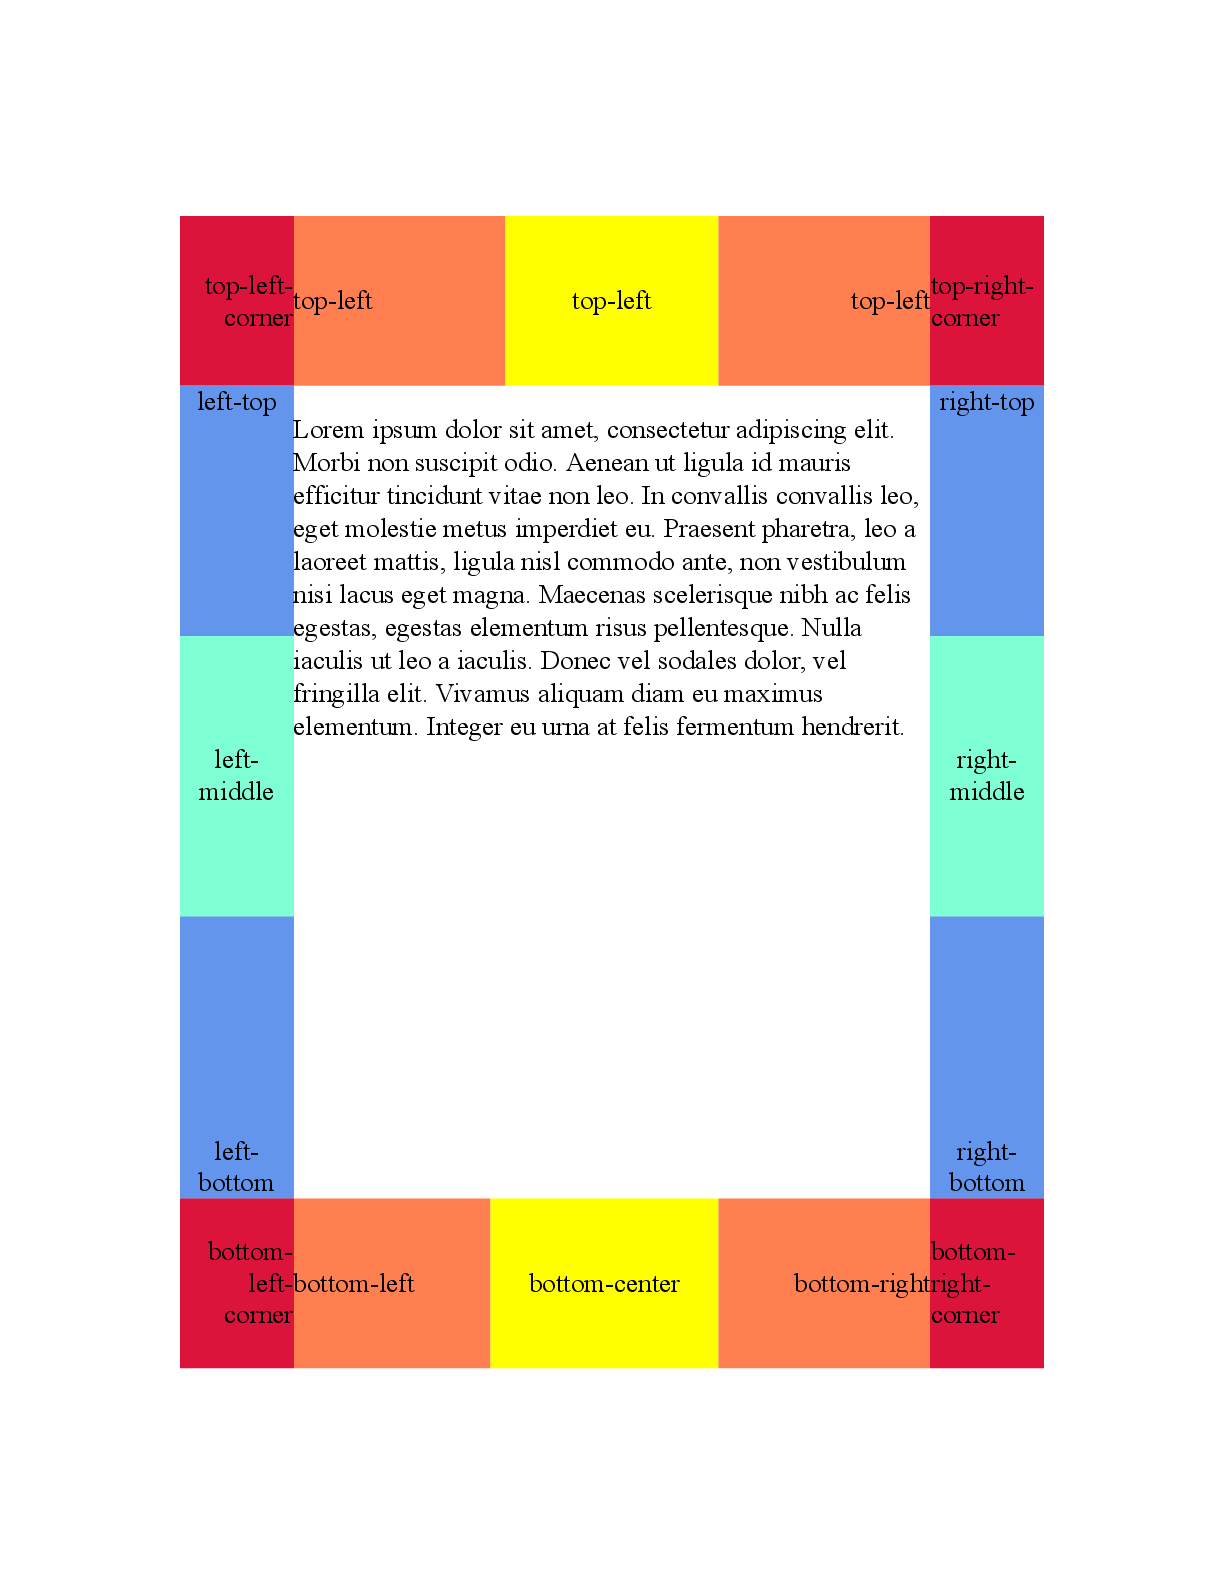 top-left-
corner
top-left
top-left
top-left
top-right-
corner
left-top
right-top
Lorem ipsum dolor sit amet, consectetur adipiscing elit.
Morbi non suscipit odio. Aenean ut ligula id mauris
efficitur tincidunt vitae non leo. In convallis convallis leo,
eget molestie metus imperdiet eu. Praesent pharetra, leo a
laoreet mattis, ligula nisl commodo ante, non vestibulum
nisi lacus eget magna. Maecenas scelerisque nibh ac felis
egestas, egestas elementum risus pellentesque. Nulla
iaculis ut leo a iaculis. Donec vel sodales dolor, vel
fringilla elit. Vivamus aliquam diam eu maximus
elementum. Integer eu urna at felis fermentum hendrerit.
left-
middle
right-
middle
left-
bottom
right-
bottom
bottom-
left-
corner
bottom-left
bottom-center
bottom-right
bottom-
right-
corner